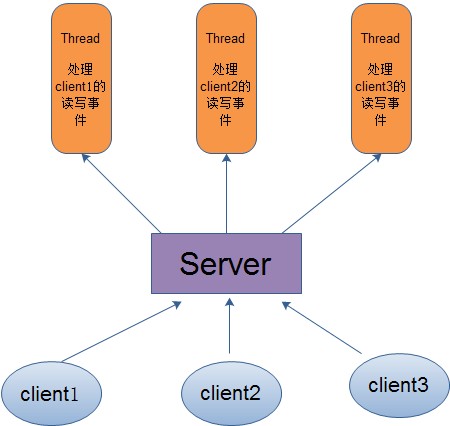 Thread
处理
client1的
读写事
件
Thread
处理
client2的
读写事
件
Thread
处理
client3的
读写事
件
Server
client1
client2
client3